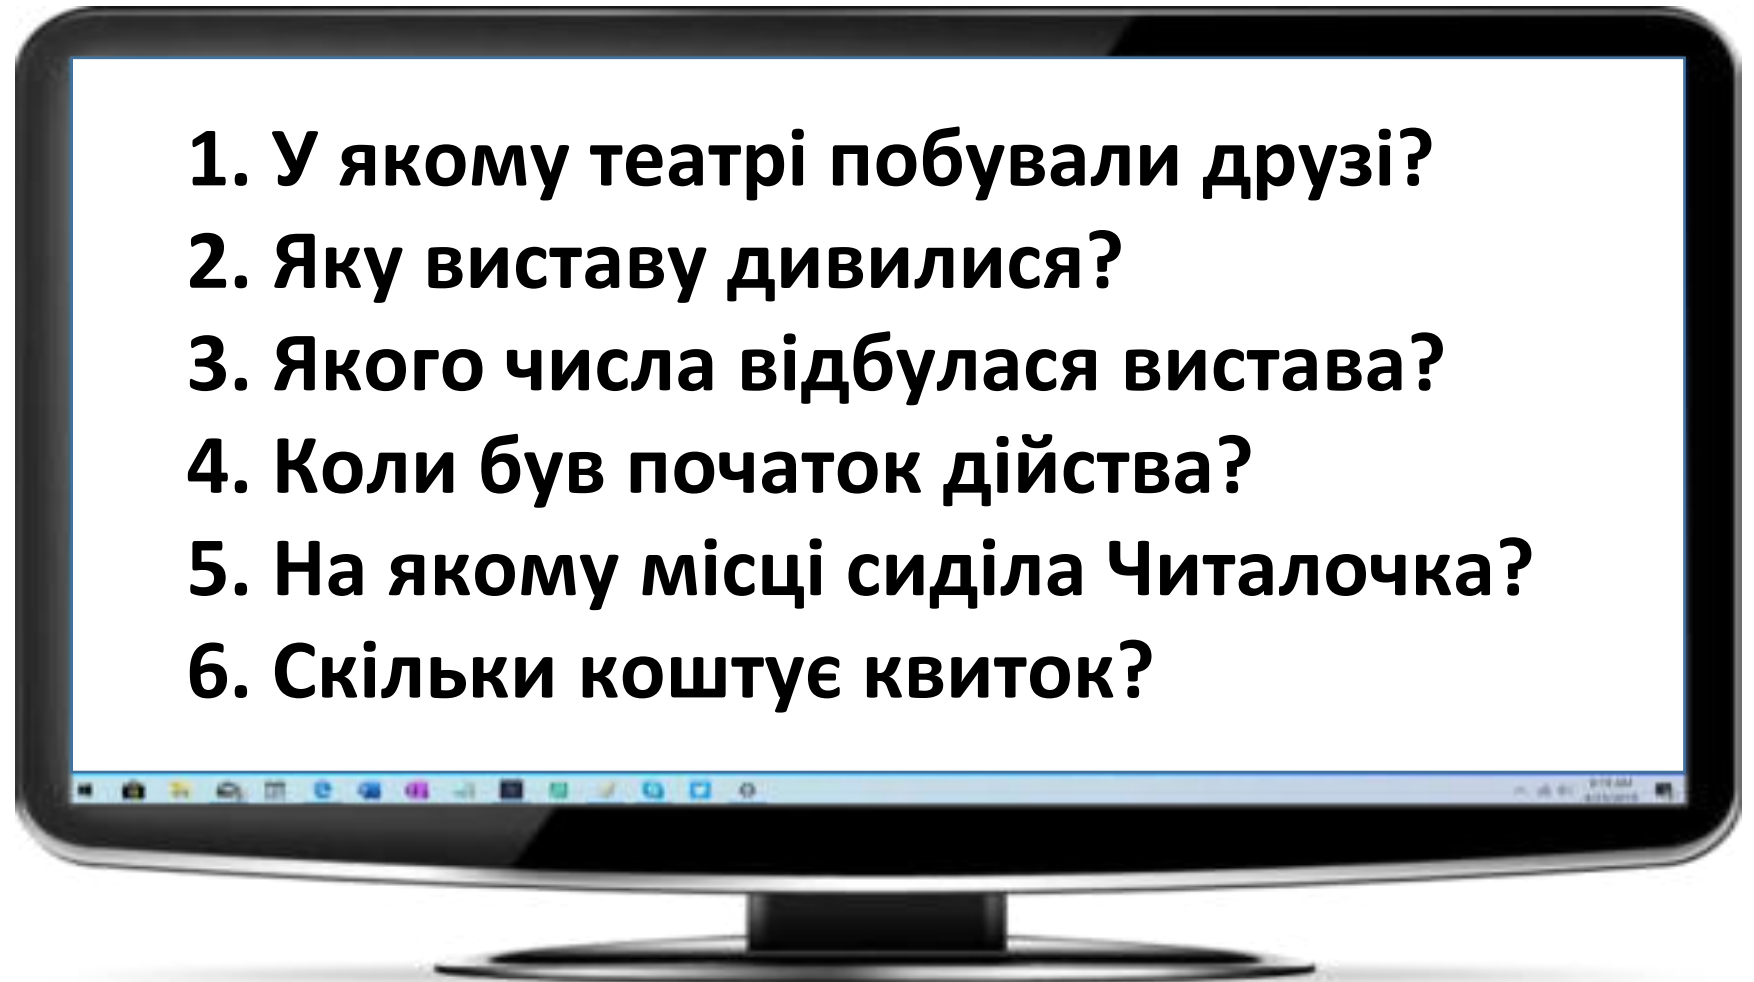 1. У якому театрі побували друзі?
2. Яку виставу дивилися?
3. Якого числа відбулася вистава?
4. Коли був початок дійства?
5. На якому місці сиділа Читалочка?
6. Скільки коштує квиток?